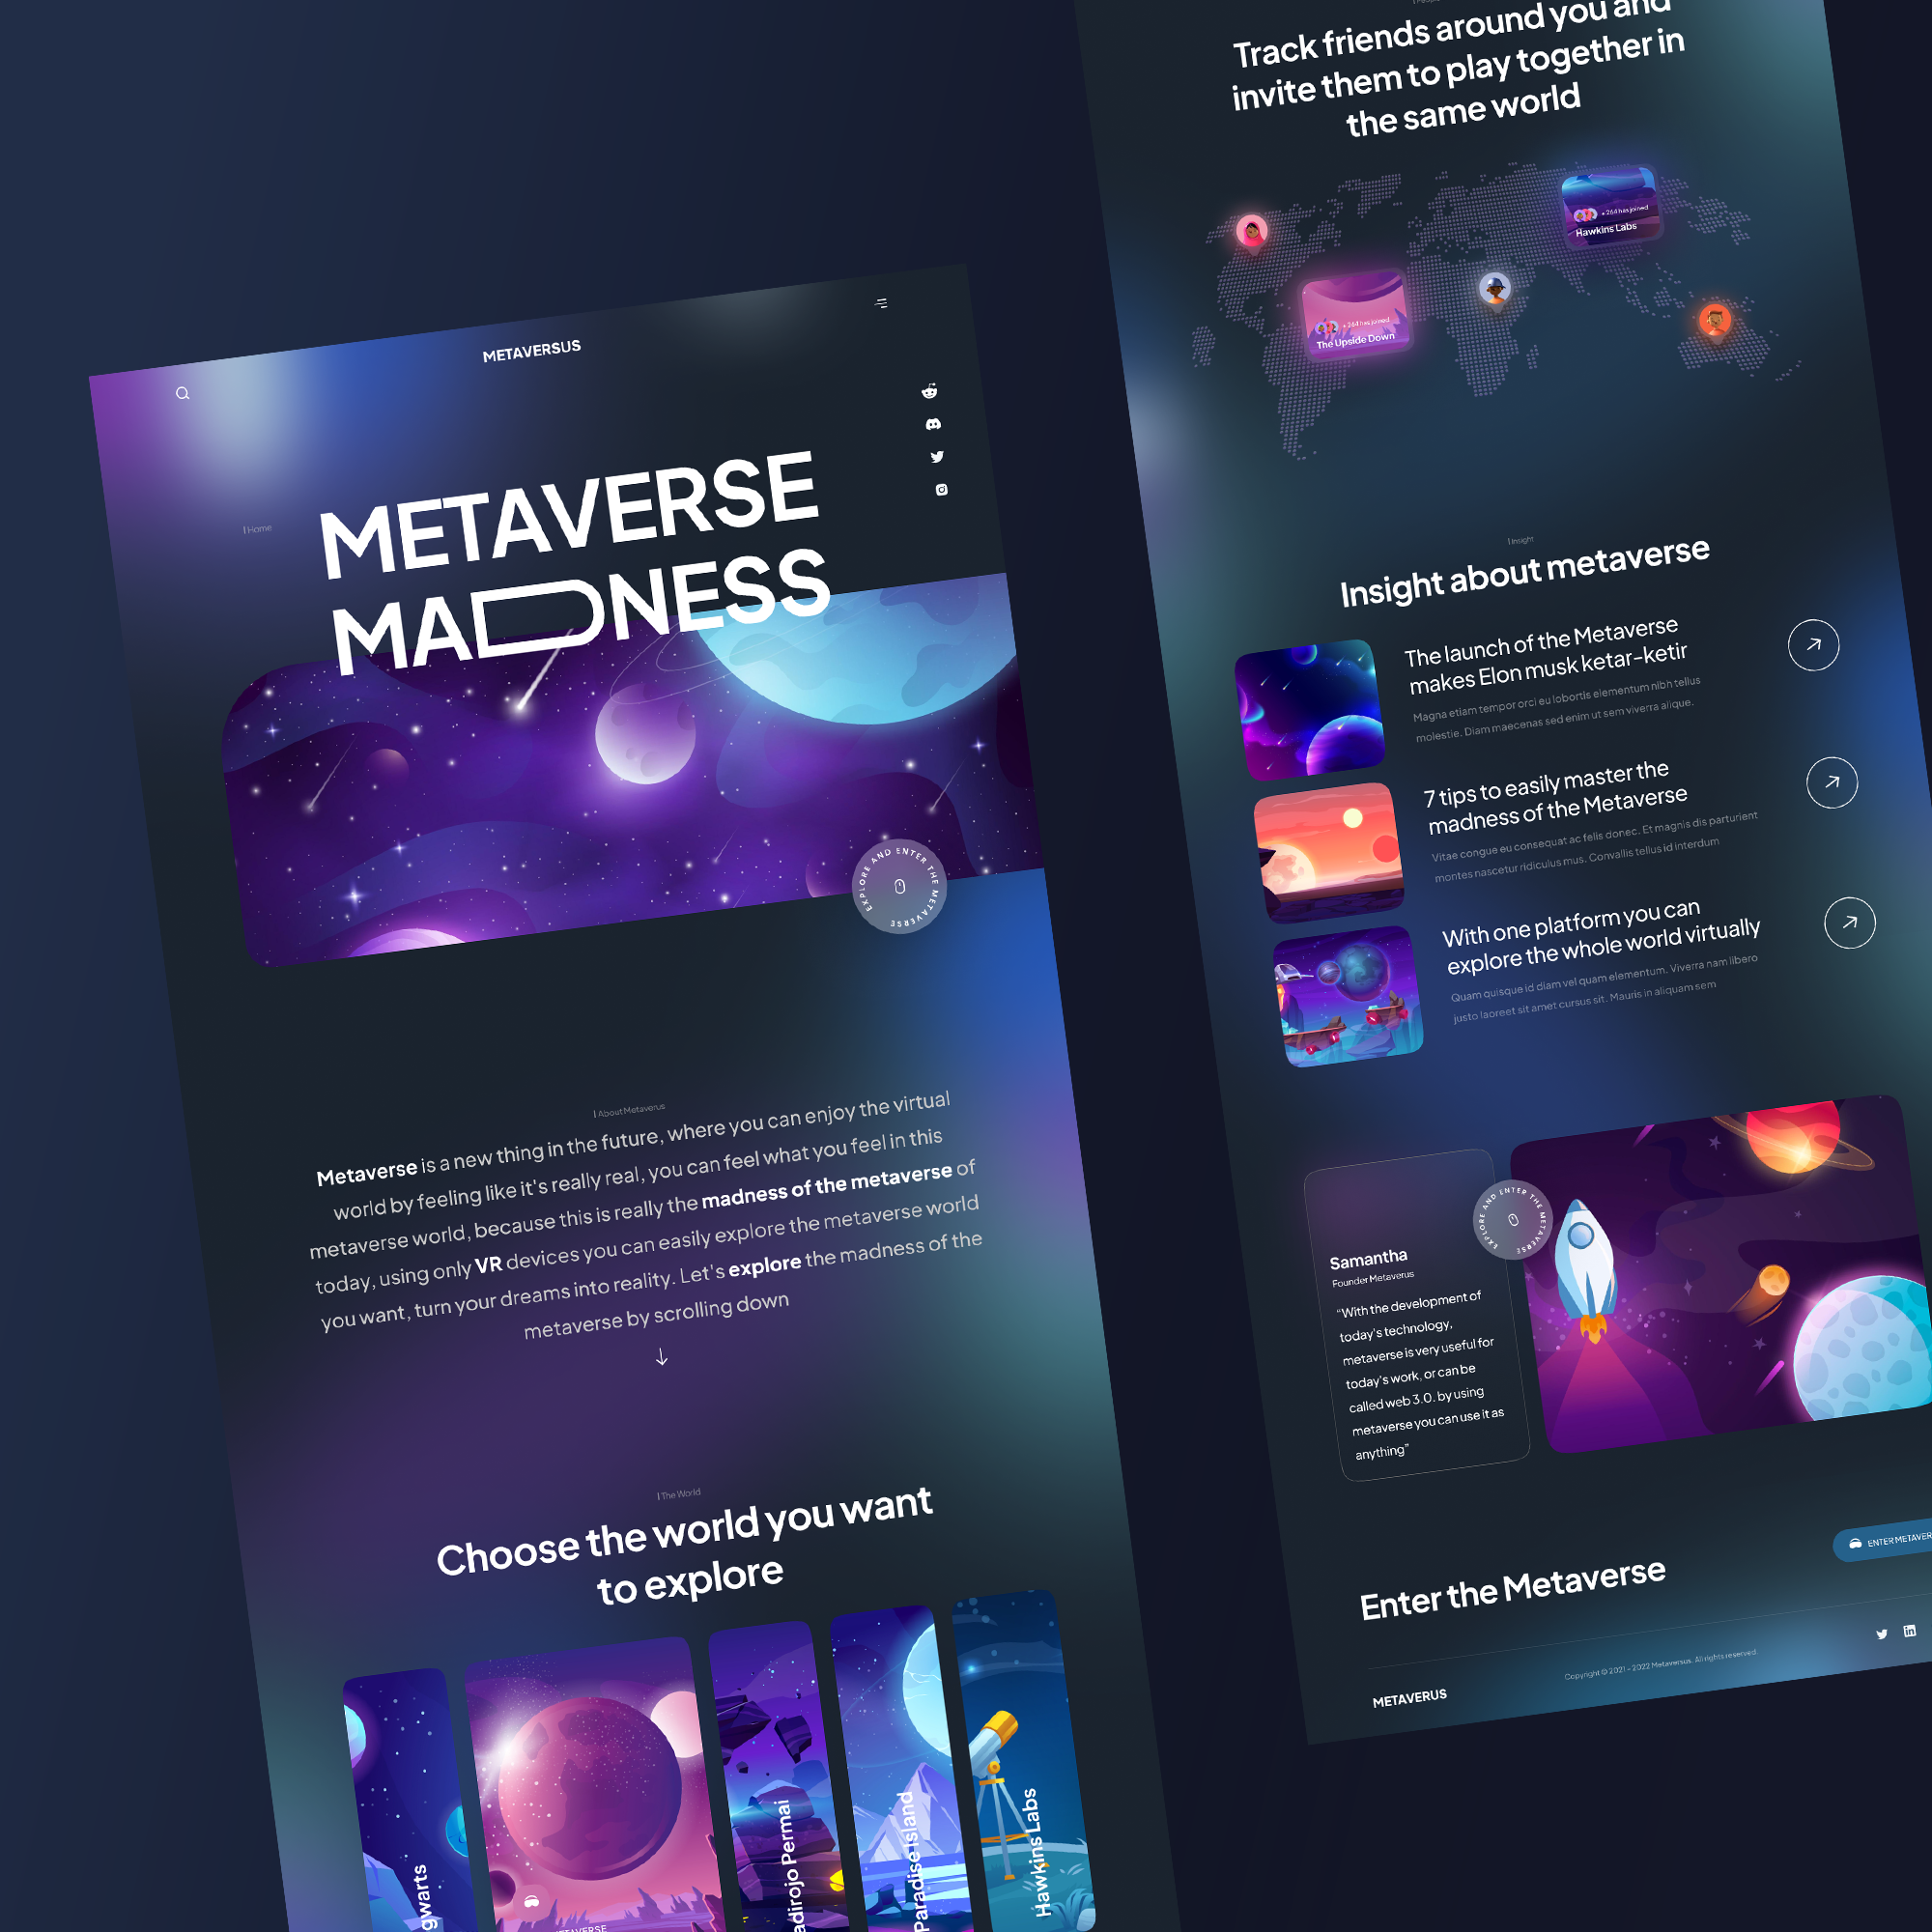 METAVERSUS
| Home
METAVERSE
MADNESS
EXPLORE AND ENTER THE METAVERSE
| About Metaverus
Metaverse is a new thing in the future, where you can enjoy the virtual
world by feeling like it's really real, you can feel what you feel in this
metaverse world, because this is really the madness of the metaverse of
today, using only VR devices you can easily explore the metaverse world
you want, turn your dreams into reality. Let's explore the madness of the
metaverse by scrolling down
| The World
Choose the world you want
to explore
gwarts
adirojo Permai
Paradise Island
Hawkins Labs
Track friends around you and
invite them to play together in
the same world
+ 264 has joined
Hawkins Labs
+ 264 has joined
The Upside Down
| Insight
Insight about metaverse
The launch of the Metaverse
makes Elon musk ketar-ketir
Magna etiam tempor orci eu lobortis elementum nibh tellus
molestie. Diam maecenas sed enim ut sem viverra alique.
7 tips to easily master the
madness of the Metaverse
Vitae congue eu consequat ac felis donec. Et magnis dis parturient
montes nascetur ridiculus mus. Convallis tellus id interdum
With one platform you can
explore the whole world virtually
Quam quisque id diam vel quam elementum. Viverra nam libero
justo laoreet sit amet cursus sit. Mauris in aliquam sem
EXPLORE AND ENTER THE METAVERSE
Samantha
Founder Metaverus
“With the development of
today's technology,
metaverse is very useful for
today's work, or can be
called web 3.0. by using
metaverse you can use it as
anything”
ENTER METAVER
Enter the Metaverse
METAVERUS
Copyright © 2021 - 2022 Metaversus. All rights reserved.